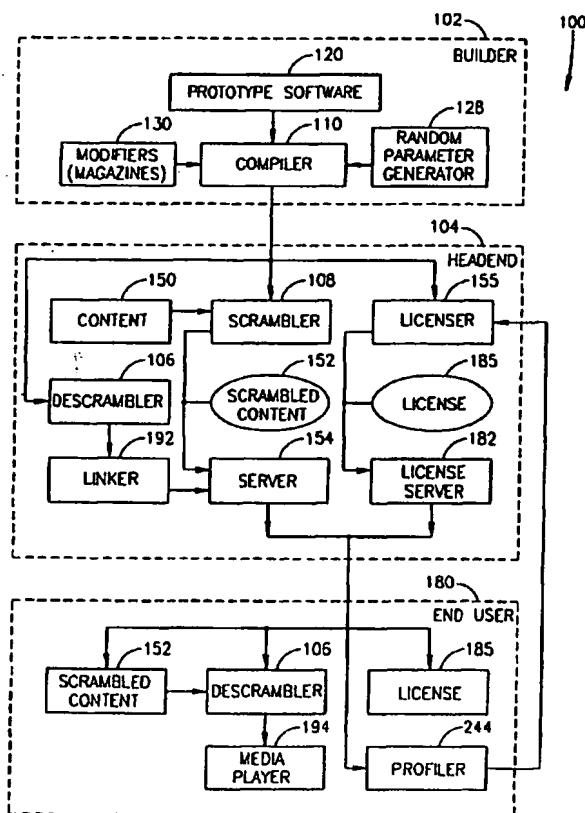 102
100
BUILDER
120
PROTOTYPE SOFTWARE
130
110
128
MODIFIERS
(MAGAZINES)
COMPILER
RANDOM
PARAMETER
GENERATOR
104
HEADEND
150
108
155
CONTENT
SCRAMBLER
LICENSER
106
152
185
DESCRAMBLER
SCRAMBLED
CONTENT
LICENSE
192
154
182
LINKER
SERVER
LICENSE
SERVER
180
END USER
152
106
185
SCRAMBLED
CONTENT
DESCRAMBLER
LICENSE
194
244
MEDIA
PLAYER
PROFILER